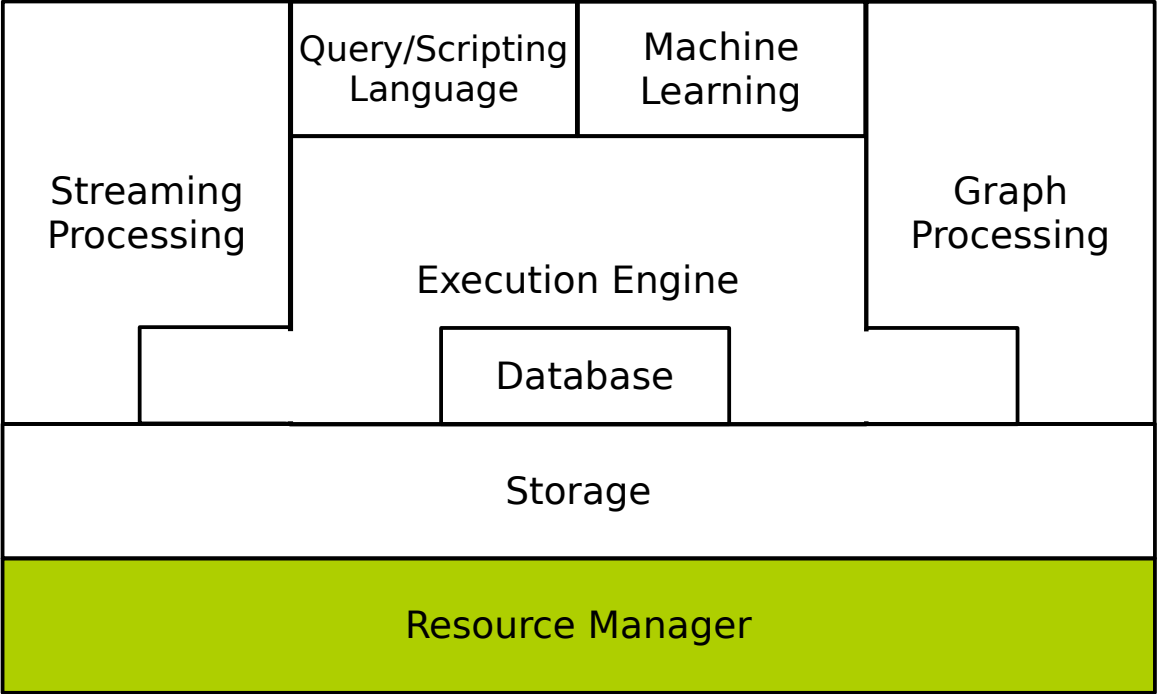 Query/Scripting
Language
Machine
Learning
Streaming
Processing
Graph
Processing
Execution Engine
Database
Storage
Resource Manager